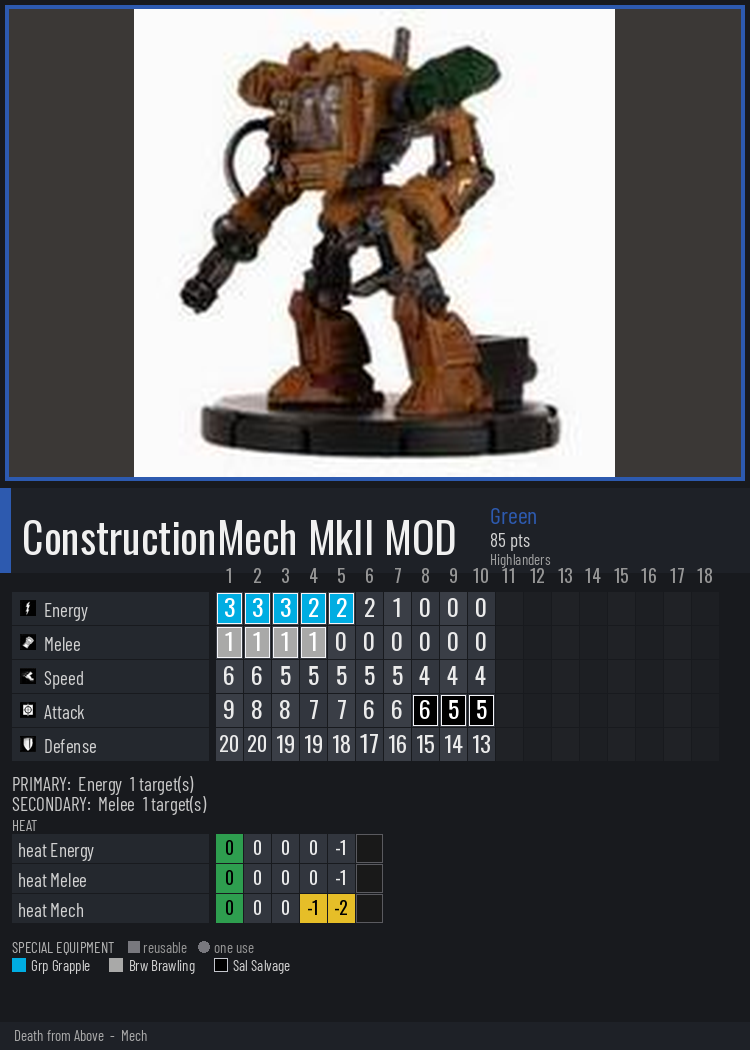 ConstructionMech MkII MOD
Green
85 pts
Highlanders
1 2 3 4 5 6 7 8 9 10 11 12 13 14 15 16 17 18
Energy 3 3 3 2 2 2 1 0 0 0
Melee 1 1 1 1 0 0 0 0 0 0
Speed 6 6 5 5 5 5 5 4 4 4
Attack 9 8 8 7 7 6 6 6 5 5
Defense 20 20 19 19 18 17 16 15 14 13
PRIMARY: Energy 1 target(s)
SECONDARY: Melee 1 target(s)
HEAT
heat Energy 0 0 0 0 -1
heat Melee 0 0 0 0 -1
heat Mech 0 0 0 -1 -2
SPECIAL EQUIPMENT reusable one use
Grp Grapple Brw Brawling Sal Salvage
Death from Above - Mech